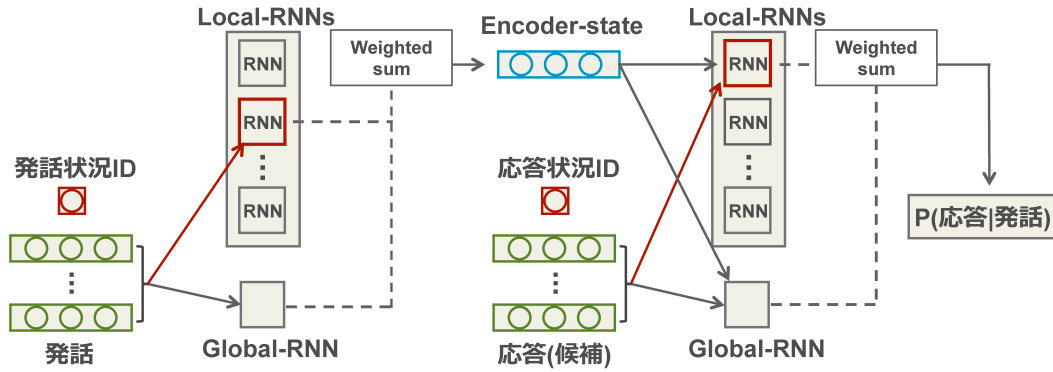 Local-RNNs
RNN
RNN
RNN
Weighted
sum
発話状況ID
発話
Global-RNN
Encoder-state
Local-RNNs
RNN
RNN
RNN
Weighted
sum
応答状況ID
応答(候補)
Global-RNN
P(応答|発話)